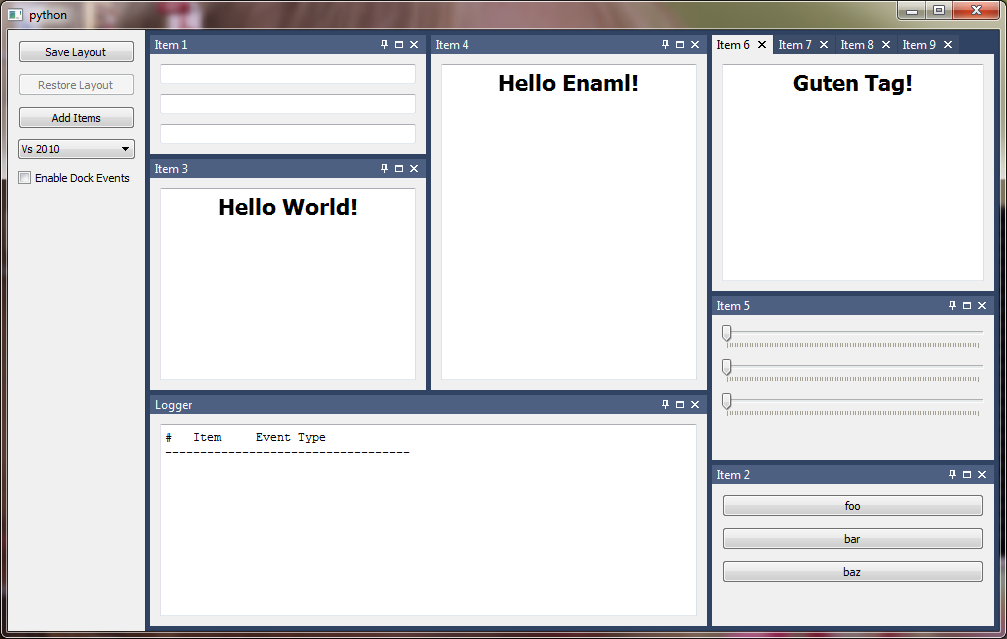 python
Save Layout
Restore Layout
Add Items
Vs 2010
Enable Dock Events
Item 1
Item 3
Hello World!
Item 4
Hello Enaml!
Logger
#   Item     Event Type
-----------------------------------
Item 6 Item 7 Item 8 Item 9
Guten Tag!
Item 5
Item 2
foo
bar
baz